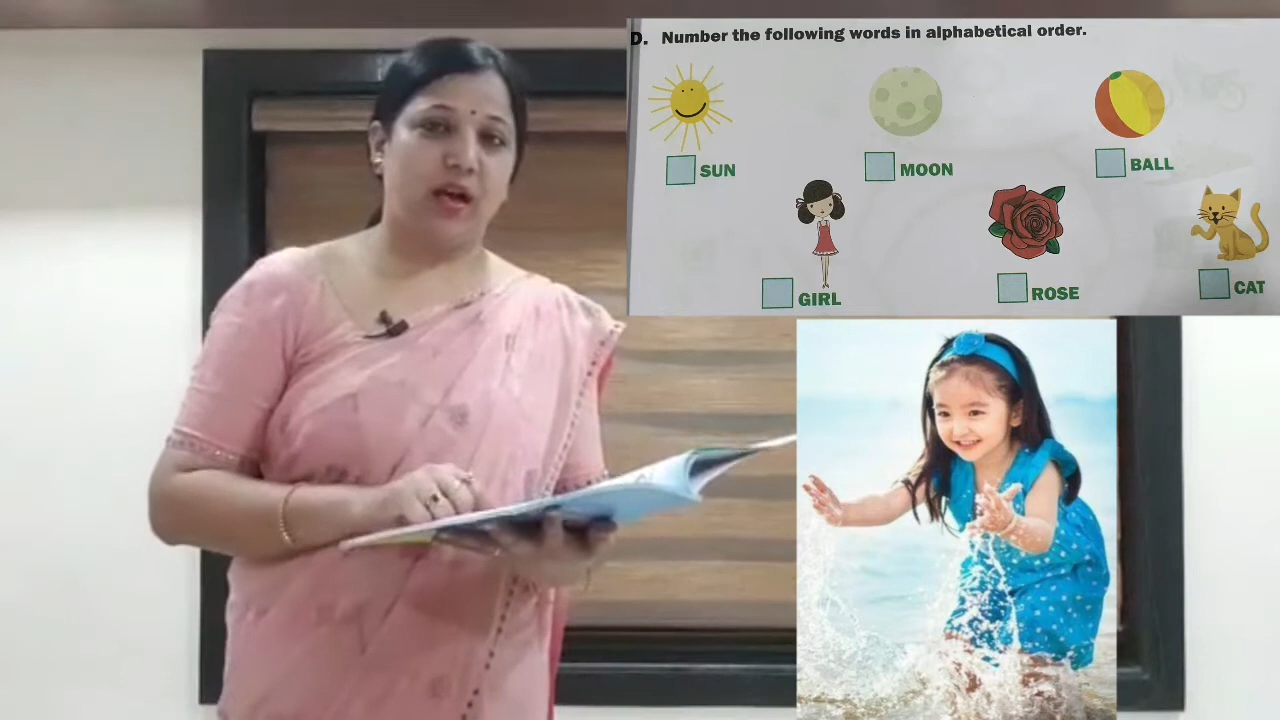 D. Number the following words in alphabetical order.
SUN
MOON
BALL
GIRL
ROSE
CAT